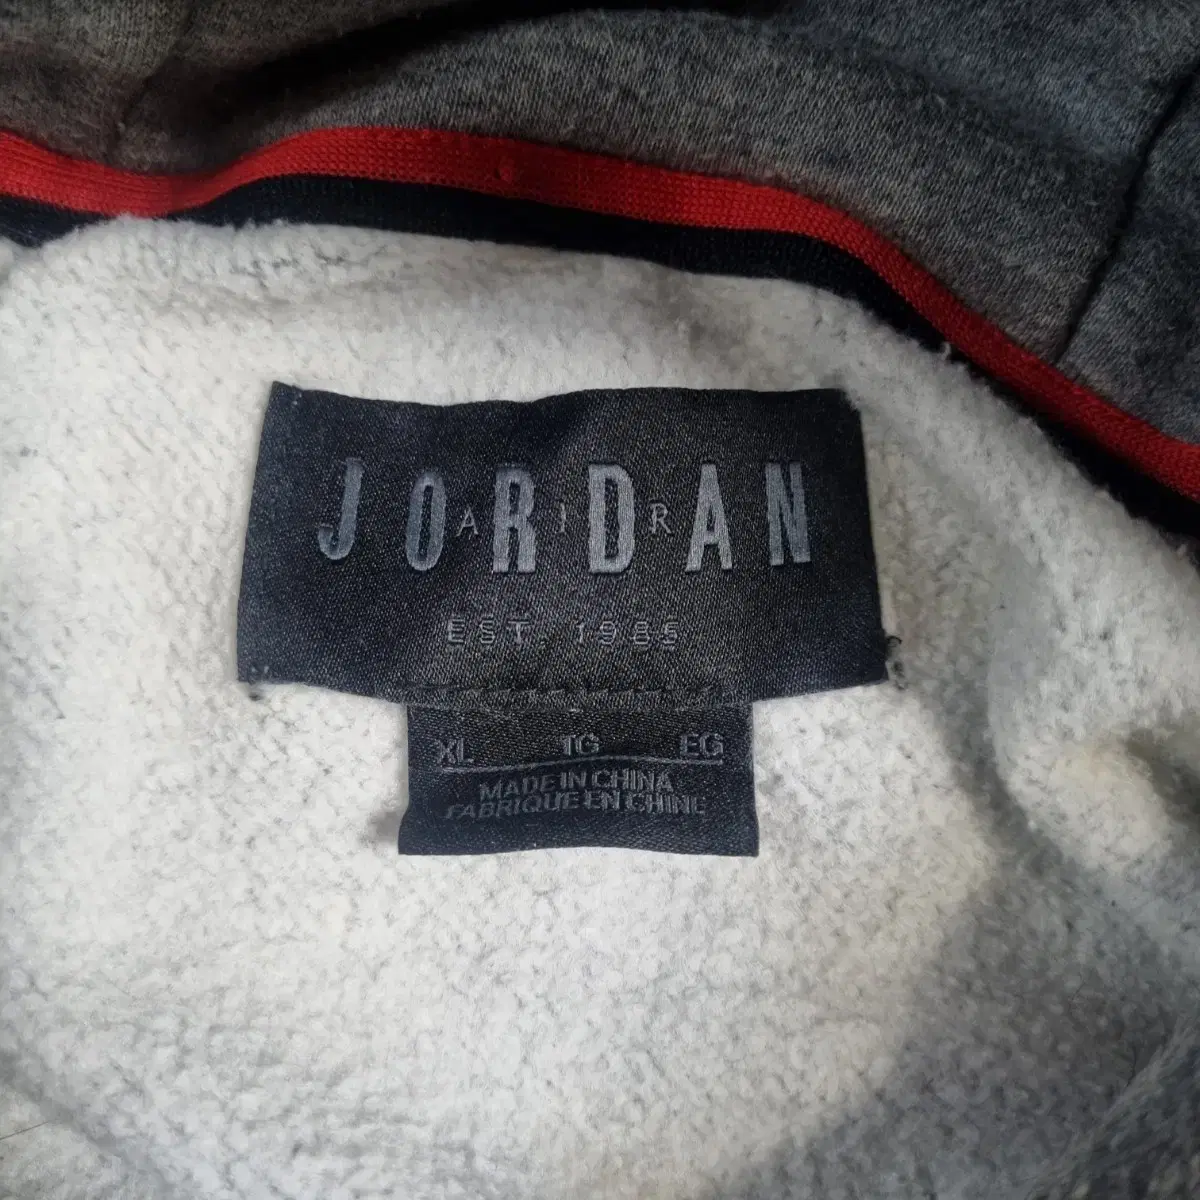 JORDAN
AIR
EST. 1985
XL TG EG
MADE IN CHINA
FABRIQUE EN CHINE